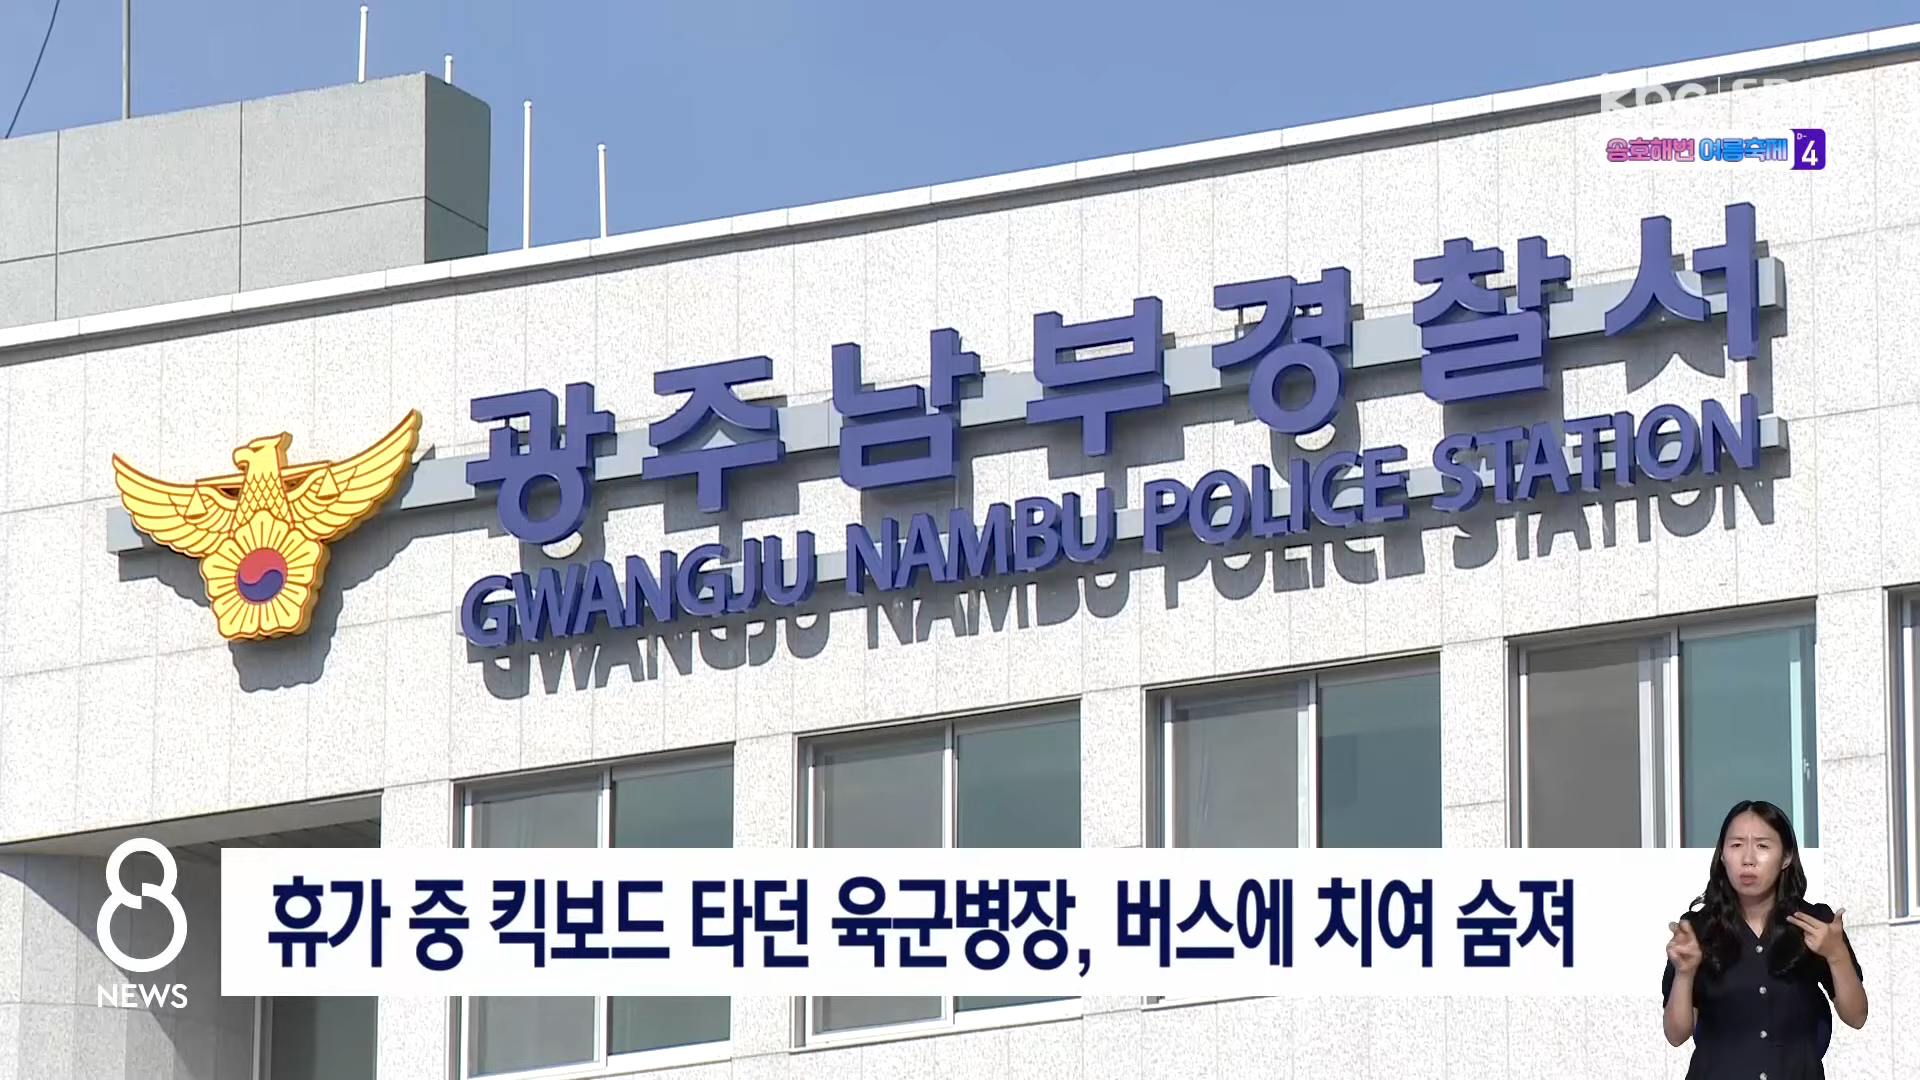 kbc
송호해변 여름축제 D-4
광주남부경찰서
GWANGJU NAMBU POLICE STATION
8
NEWS
휴가 중 킥보드 타던 육군병장, 버스에 치여 숨져